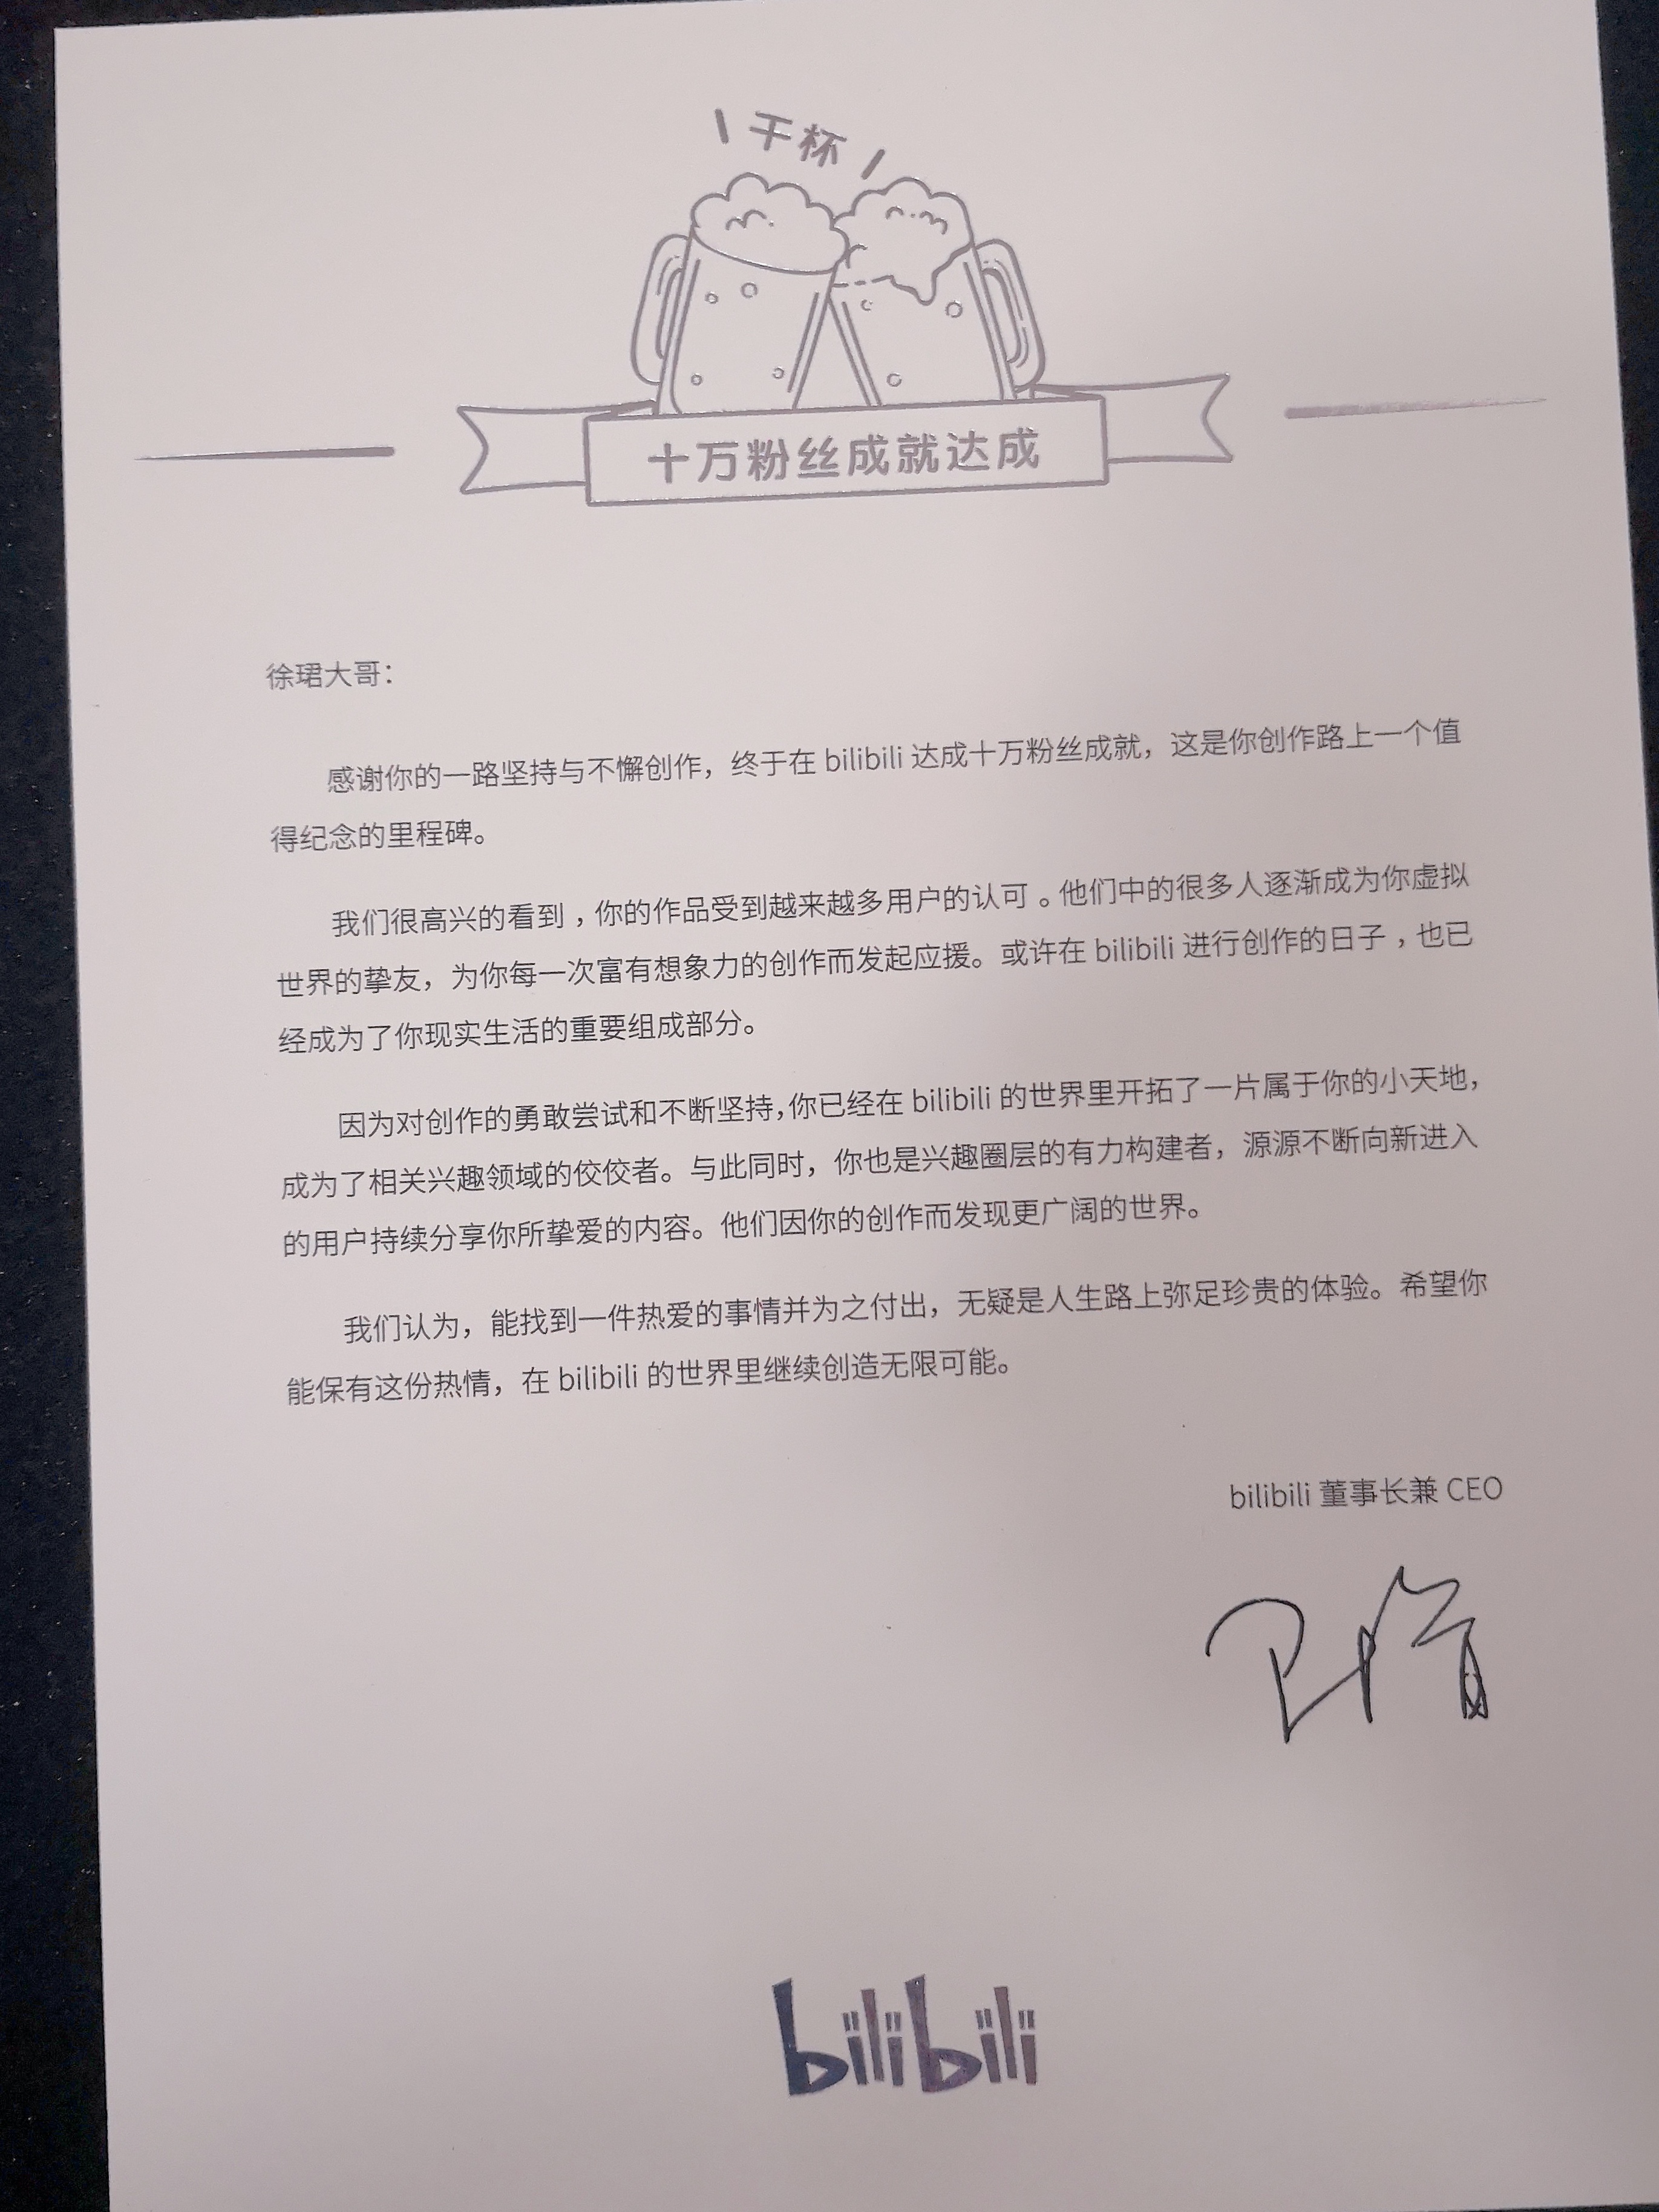 干杯
十万粉丝成就达成
徐珺大哥：
感谢你的一路坚持与不懈创作，终于在 bilibili 达成十万粉丝成就，这是你创作路上一个值
得纪念的里程碑。
我们很高兴的看到，你的作品受到越来越多用户的认可。他们中的很多人逐渐成为你虚拟
世界的挚友，为你每一次富有想象力的创作而发起应援。或许在 bilibili 进行创作的日子，也已
经成为了你现实生活的重要组成部分。
因为对创作的勇敢尝试和不断坚持，你已经在 bilibili 的世界里开拓了一片属于你的小天地，
成为了相关兴趣领域的佼佼者。与此同时，你也是兴趣圈层的有力构建者，源源不断向新进入
的用户持续分享你所挚爱的内容。他们因你的创作而发现更广阔的世界。
我们认为，能找到一件热爱的事情并为之付出，无疑是人生路上弥足珍贵的体验。希望你
能保有这份热情，在 bilibili 的世界里继续创造无限可能。
bilibili 董事长兼 CEO
bilibili